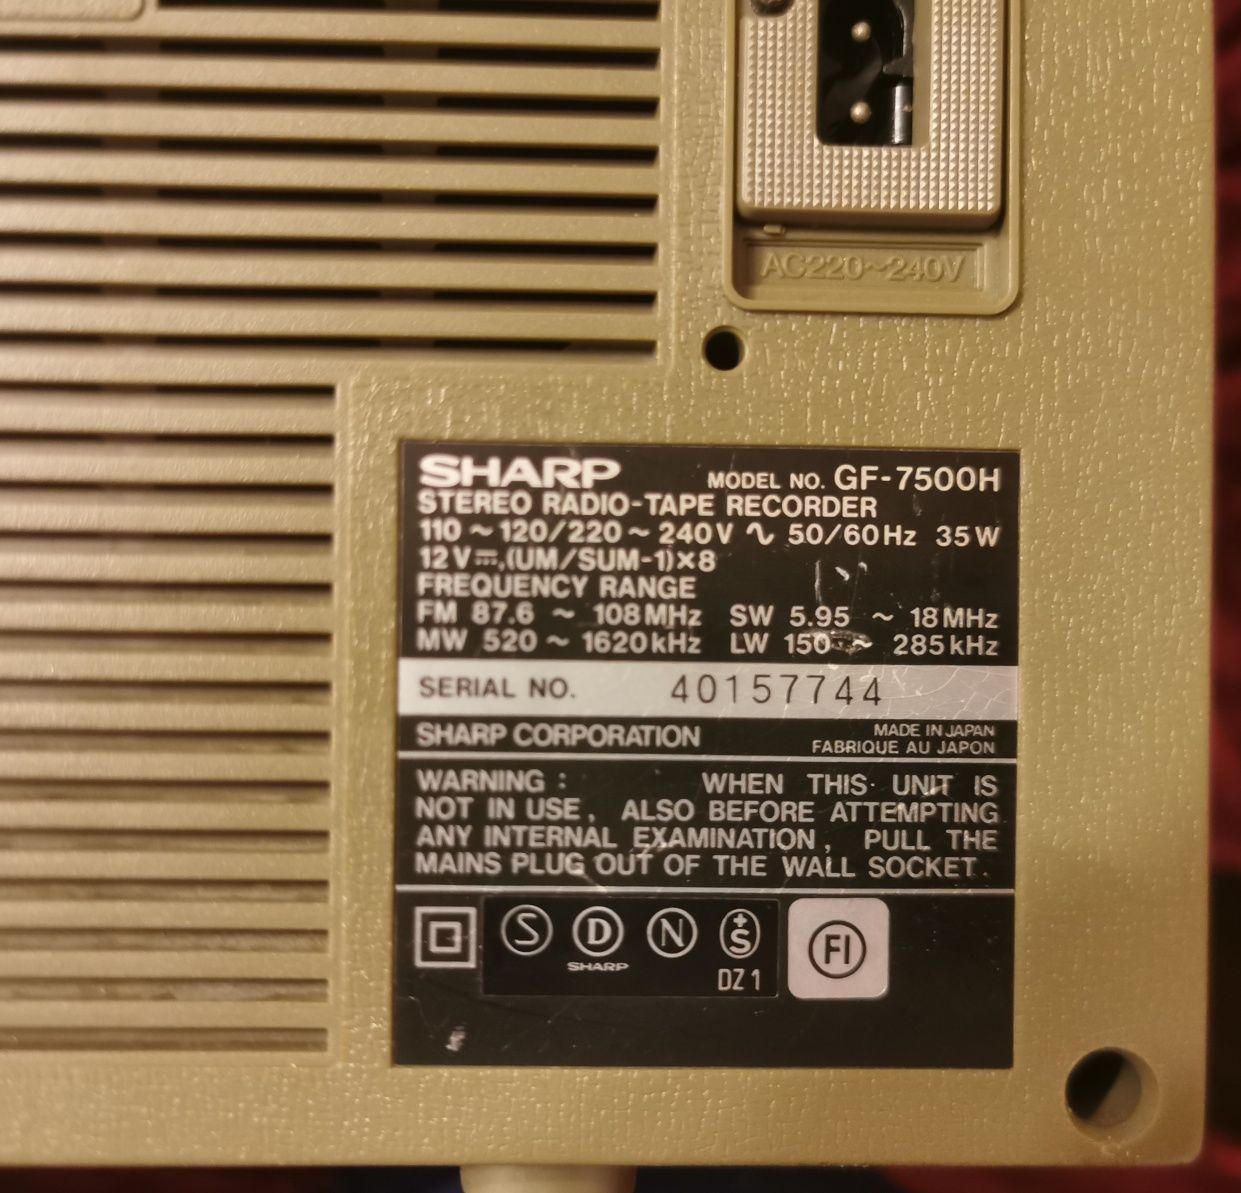 AC220~240V
SHARP MODEL NO. GF-7500H
STEREO RADIO-TAPE RECORDER
110 ~ 120/220 ~ 240V ∿ 50/60Hz 35W
12V⎓,(UM/SUM-1)×8
FREQUENCY RANGE
FM 87.6 ~ 108MHz SW 5.95 ~ 18MHz
MW 520 ~ 1620kHz LW 150 ~ 285kHz
SERIAL NO. 40157744
SHARP CORPORATION
MADE IN JAPAN
FABRIQUE AU JAPON
WARNING : WHEN THIS UNIT IS
NOT IN USE, ALSO BEFORE ATTEMPTING
ANY INTERNAL EXAMINATION, PULL THE
MAINS PLUG OUT OF THE WALL SOCKET.
S D N +S FI
SHARP
DZ1